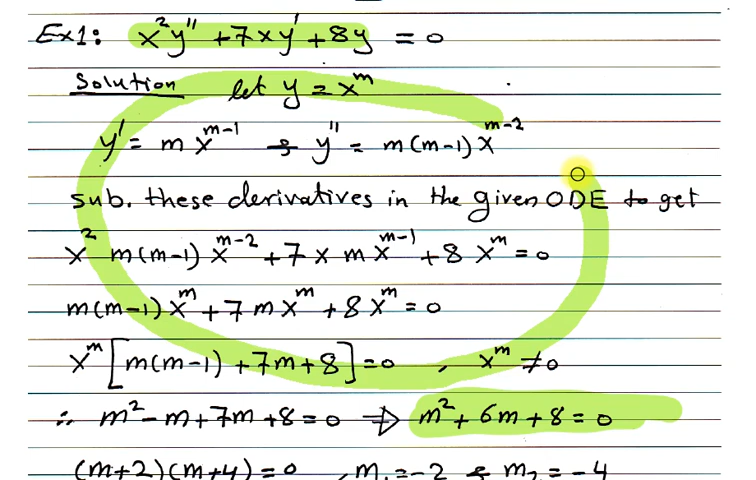 Ex1: x²y'' + 7xy' + 8y = 0
Solution let y = x^m
y' = m x^{m-1} & y'' = m(m-1) x^{m-2}
sub. these derivatives in the given ODE to get
x² m(m-1) x^{m-2} + 7 x m x^{m-1} + 8 x^m = 0
m(m-1) x^m + 7 m x^m + 8 x^m = 0
x^m [m(m-1) + 7m + 8] = 0 , x^m ≠ 0
∴ m² - m + 7m + 8 = 0 ⇒ m² + 6m + 8 = 0
(m+2)(m+4) = 0 , m₁ = -2 & m₂ = -4